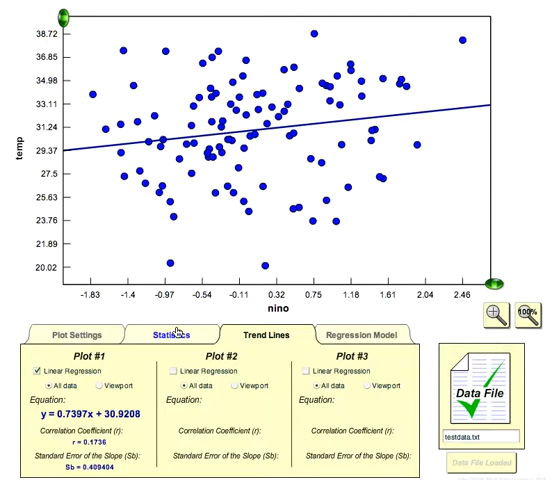 38.72
36.85
34.98
33.11
31.24
29.37
27.5
25.63
23.76
21.89
20.02
temp
-1.83 -1.4 -0.97 -0.54 -0.11 0.32 0.75 1.18 1.61 2.04 2.46
nino
100%
Plot Settings Statistics Trend Lines Regression Model
Plot #1 Plot #2 Plot #3
Linear Regression Linear Regression Linear Regression
All data Viewport All data Viewport All data Viewport
Equation: Equation: Equation:
y = 0.7397x + 30.9208
Correlation Coefficient (r): Correlation Coefficient (r): Correlation Coefficient (r):
r = 0.1736
Standard Error of the Slope (Sb): Standard Error of the Slope (Sb): Standard Error of the Slope (Sb):
Sb = 0.409404
Data File
testdata.txt
Data File Loaded